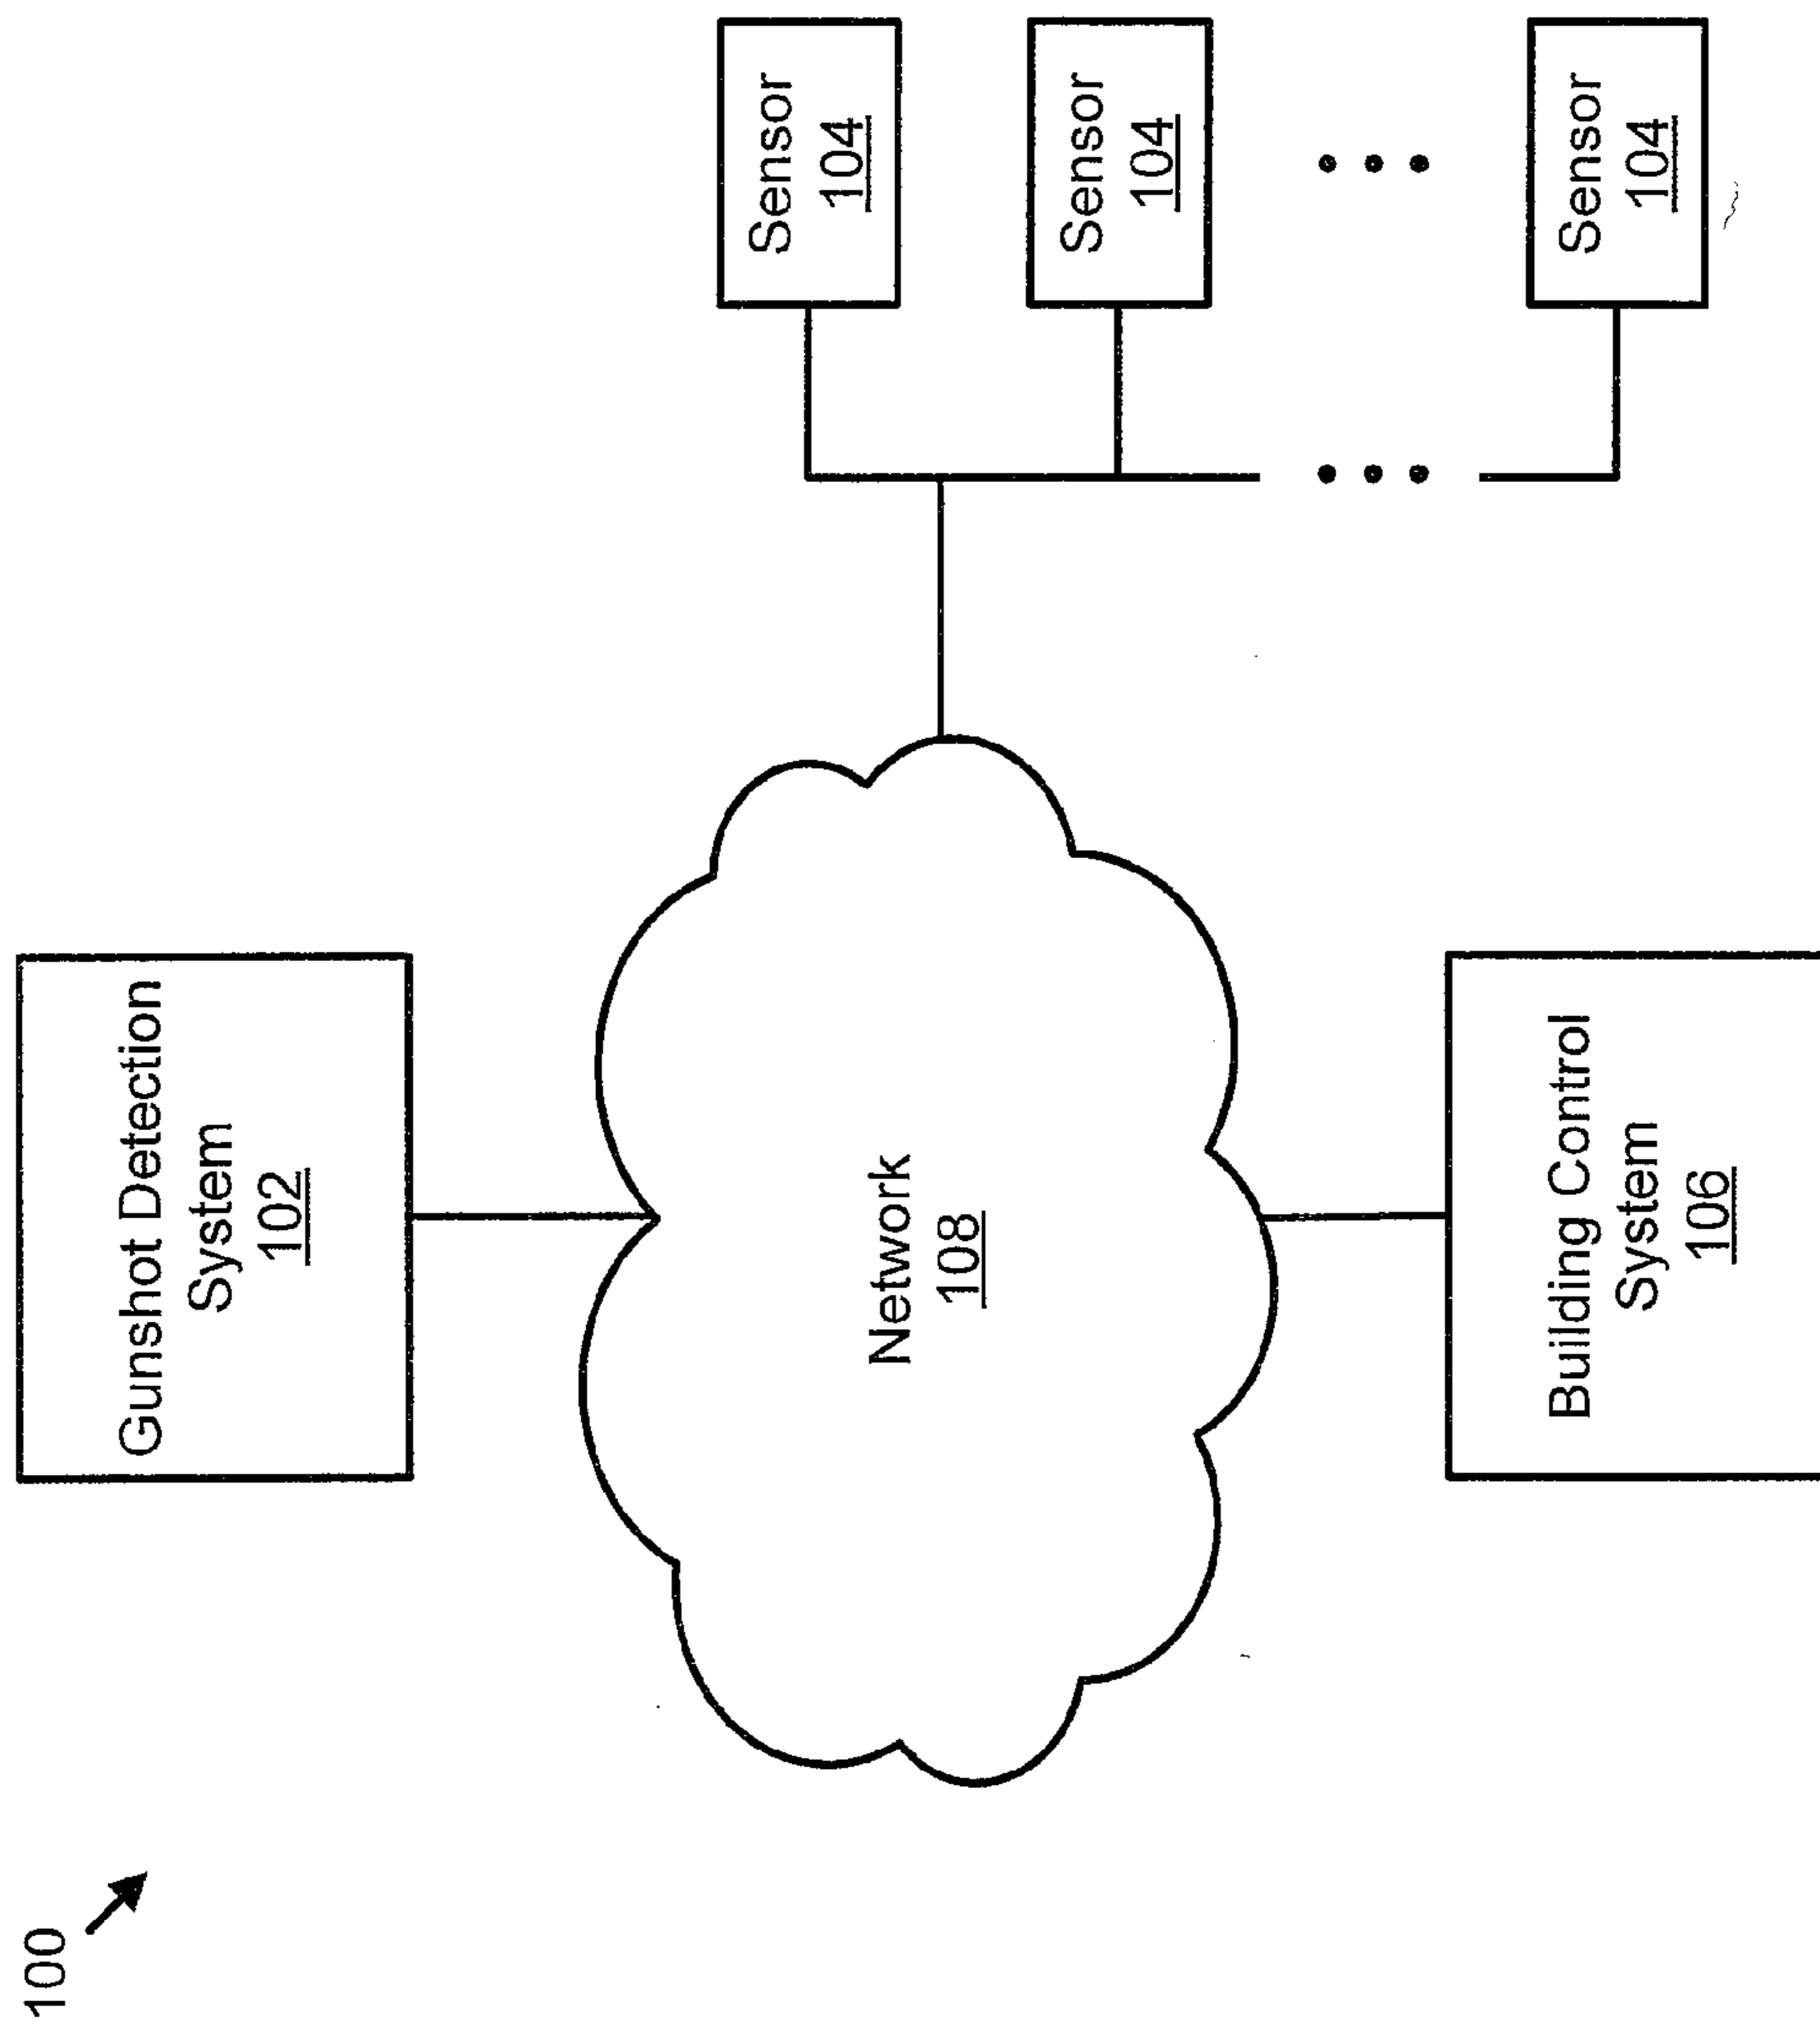 100
Gunshot Detection
System
102
Network
108
Building Control
System
106
Sensor
104
Sensor
104
Sensor
104